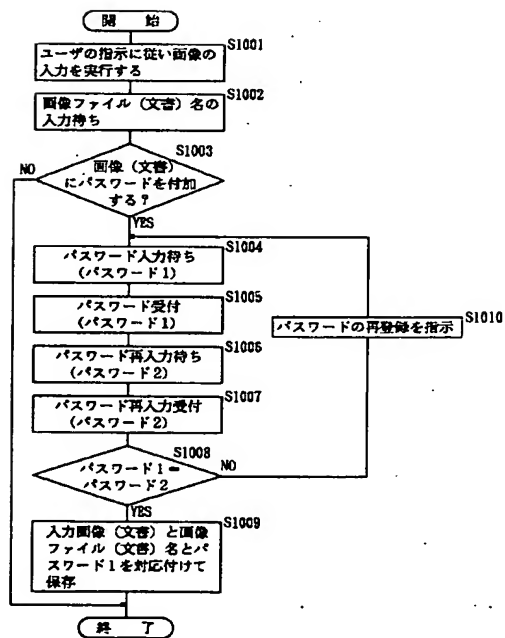 開 始
S1001
ユーザの指示に従い画像の
入力を実行する
S1002
画像ファイル（文書）名の
入力待ち
S1003
NO
画像（文書）
にパスワードを付加
する？
YES
S1004
パスワード入力待ち
(パスワード1)
S1005
パスワード受付
(パスワード1)
S1010
パスワードの再登録を指示
S1006
パスワード再入力待ち
(パスワード2)
S1007
パスワード再入力受付
(パスワード2)
S1008
パスワード1＝
パスワード2
NO
YES
S1009
入力画像（文書）と画像
ファイル（文書）名とパ
スワード1を対応付けて
保存
終 了